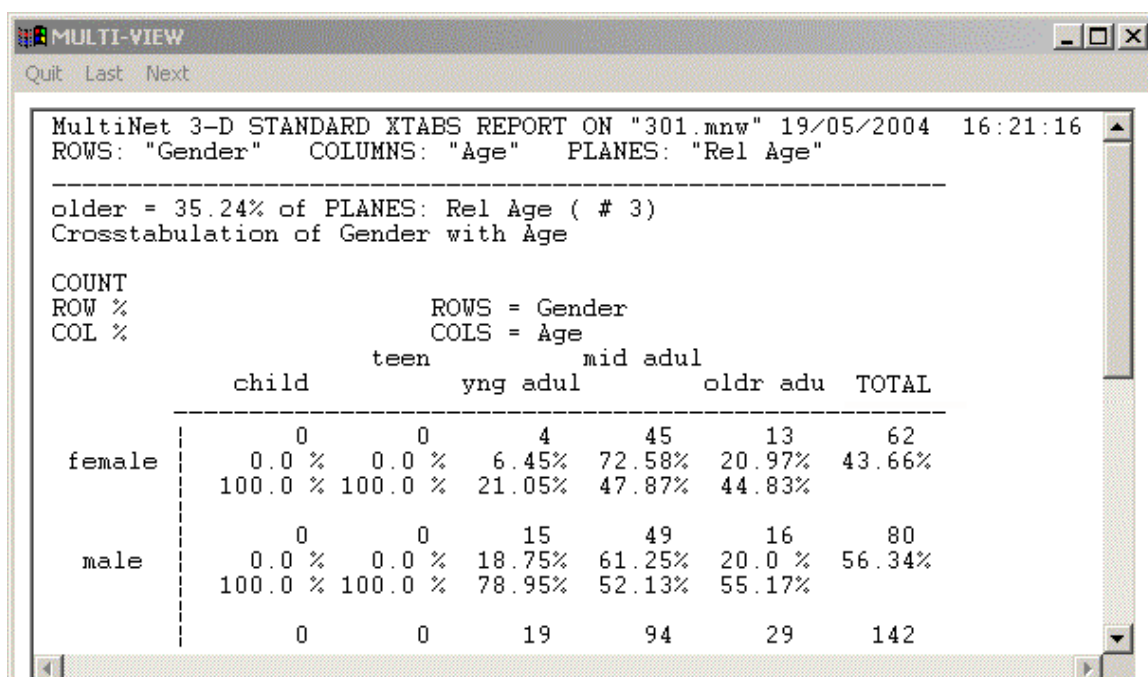 MULTI-VIEW
Quit Last Next
MultiNet 3-D STANDARD XTABS REPORT ON "301.mnw" 19/05/2004 16:21:16
ROWS: "Gender" COLUMNS: "Age" PLANES: "Rel Age"
older = 35.24% of PLANES: Rel Age ( # 3)
Crosstabulation of Gender with Age
COUNT
ROW % ROWS = Gender
COL % COLS = Age
teen mid adul
child yng adul oldr adu TOTAL
0 0 4 45 13 62
female 0.0 % 0.0 % 6.45% 72.58% 20.97% 43.66%
100.0 % 100.0 % 21.05% 47.87% 44.83%
0 0 15 49 16 80
male 0.0 % 0.0 % 18.75% 61.25% 20.0 % 56.34%
100.0 % 100.0 % 78.95% 52.13% 55.17%
0 0 19 94 29 142